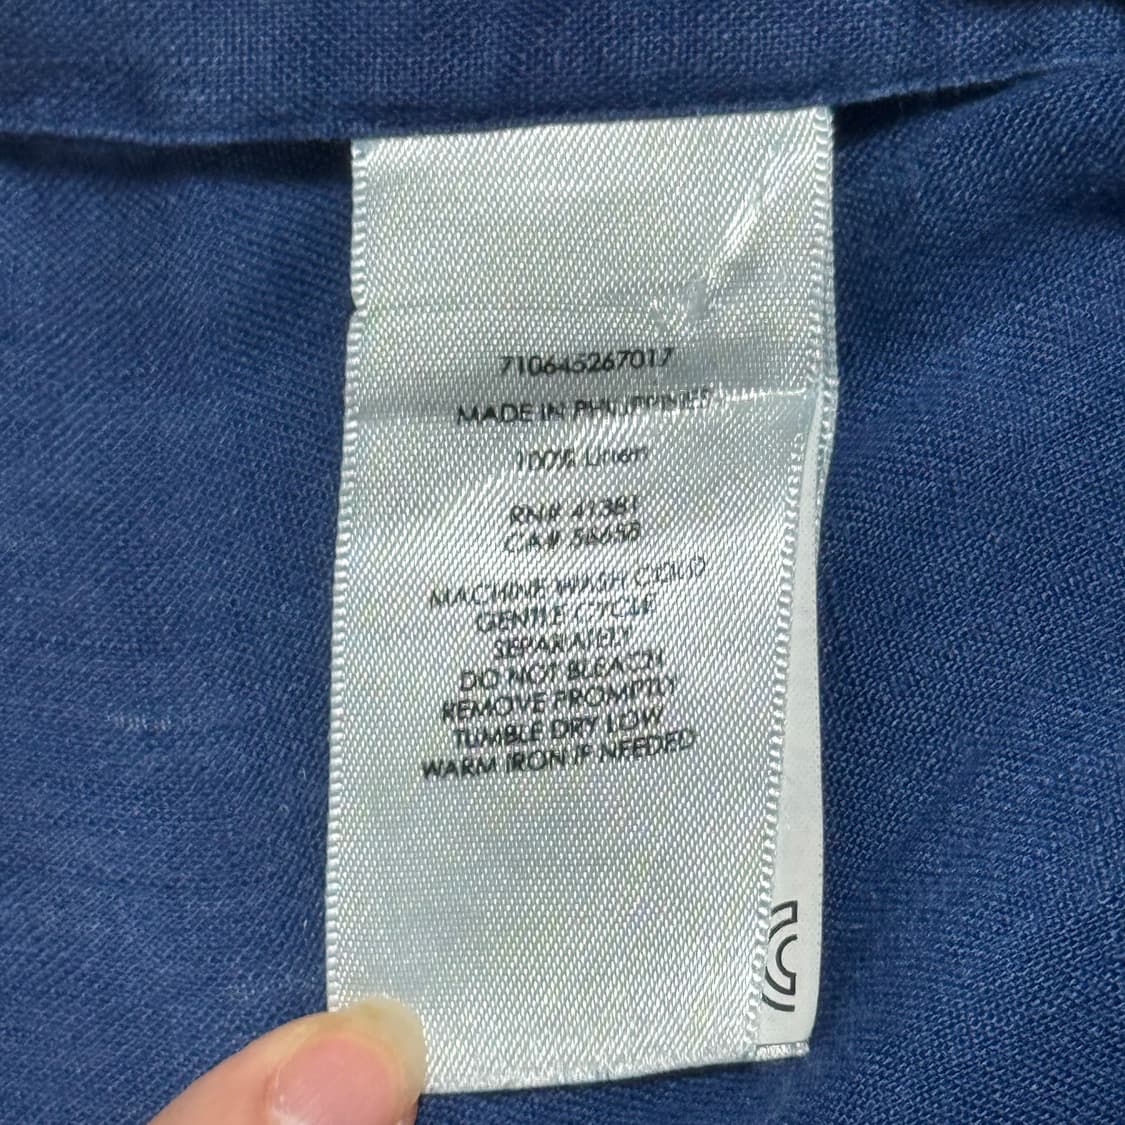 710645267017
MADE IN PHILIPPINES
100% Linen
RN# 41381
CA# 56658
MACHINE WASH COLD
GENTLE CYCLE
SEPARATELY
DO NOT BLEACH
REMOVE PROMPTLY
TUMBLE DRY LOW
WARM IRON IF NEEDED